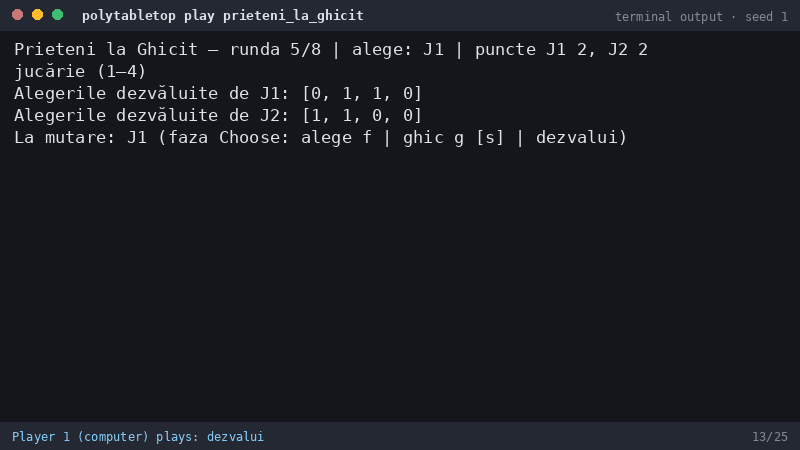 polytabletop play prieteni_la_ghicit
terminal output · seed 1
Prieteni la Ghicit — runda 5/8 | alege: J1 | puncte J1 2, J2 2
jucărie (1–4)
Alegerile dezvăluite de J1: [0, 1, 1, 0]
Alegerile dezvăluite de J2: [1, 1, 0, 0]
La mutare: J1 (faza Choose: alege f | ghic g [s] | dezvalui)
Player 1 (computer) plays: dezvalui
13/25